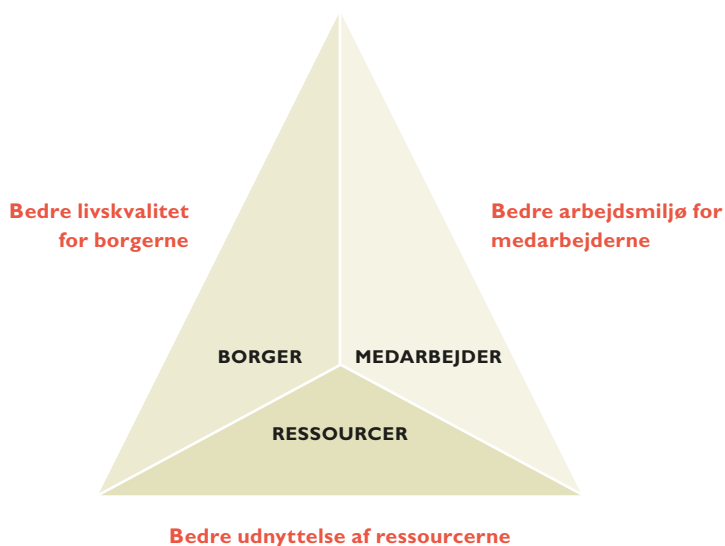 Bedre livskvalitet
for borgerne
Bedre arbejdsmiljø for
medarbejderne
BORGER
MEDARBEJDER
RESSOURCER
Bedre udnyttelse af ressourcerne